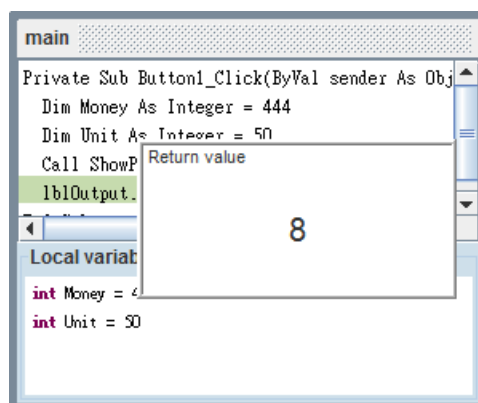 main
Private Sub Button1_Click(ByVal sender As Obj
Dim Money As Integer = 444
Dim Unit As Integer = 50
Call ShowP
lblOutput.
Return value
8
Local variab
int Money = 4
int Unit = 50